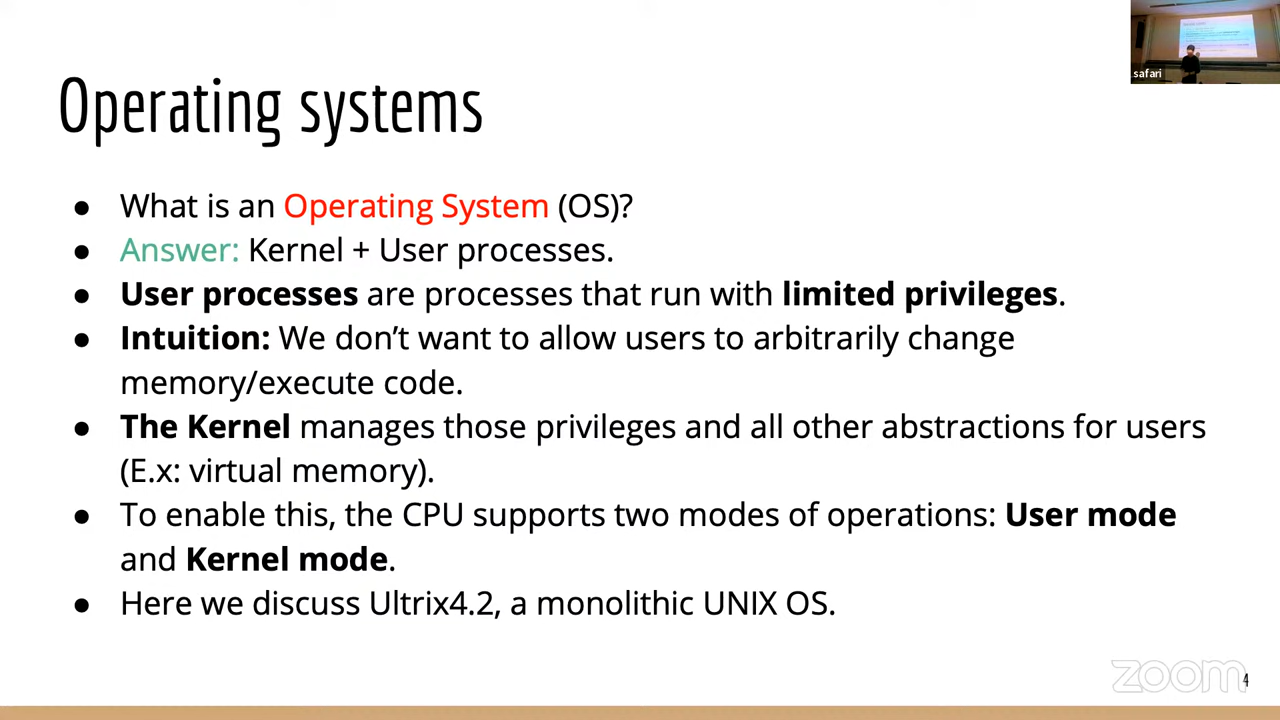 safari
Operating systems
● What is an Operating System (OS)?
● Answer: Kernel + User processes.
● User processes are processes that run with limited privileges.
● Intuition: We don’t want to allow users to arbitrarily change
memory/execute code.
● The Kernel manages those privileges and all other abstractions for users
(E.x: virtual memory).
● To enable this, the CPU supports two modes of operations: User mode
and Kernel mode.
● Here we discuss Ultrix4.2, a monolithic UNIX OS.
zoom
4